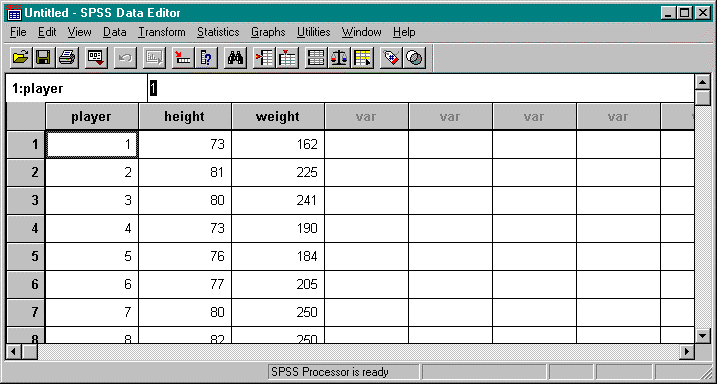 Untitled - SPSS Data Editor
File Edit View Data Transform Statistics Graphs Utilities Window Help
1:player 1
player height weight var var var var
1 1 73 162
2 2 81 225
3 3 80 241
4 4 73 190
5 5 76 184
6 6 77 205
7 7 80 250
8 8 82 250
SPSS Processor is ready